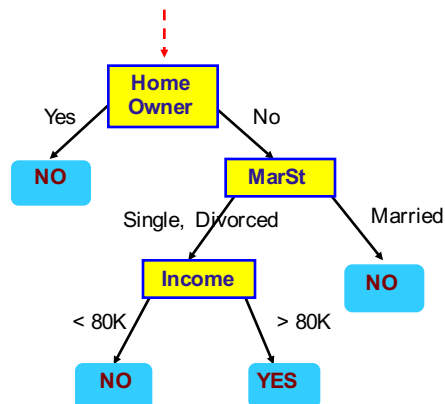 Home
Owner
Yes
No
NO
MarSt
Single, Divorced
Married
Income
NO
< 80K
> 80K
NO
YES